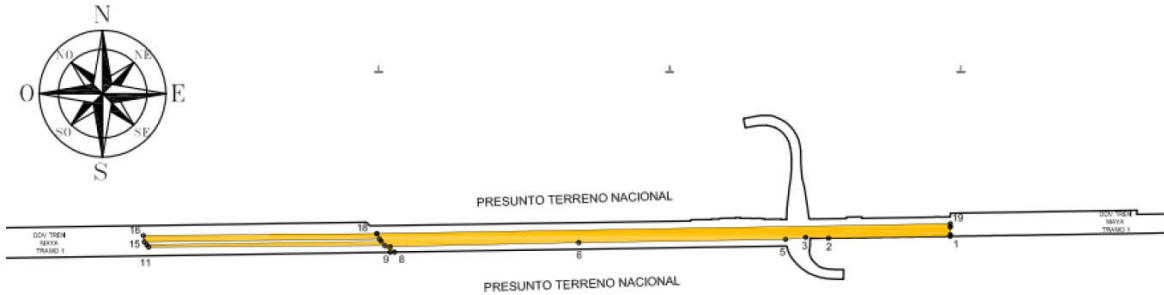 N
NO
NE
O
E
SO
SE
S
PRESUNTO TERRENO NACIONAL
19
DDV TREN
MAYA
TRAMO 1
16
18
DDV TREN
MAYA
TRAMO 1
15
11
9
8
6
5
3
2
1
PRESUNTO TERRENO NACIONAL